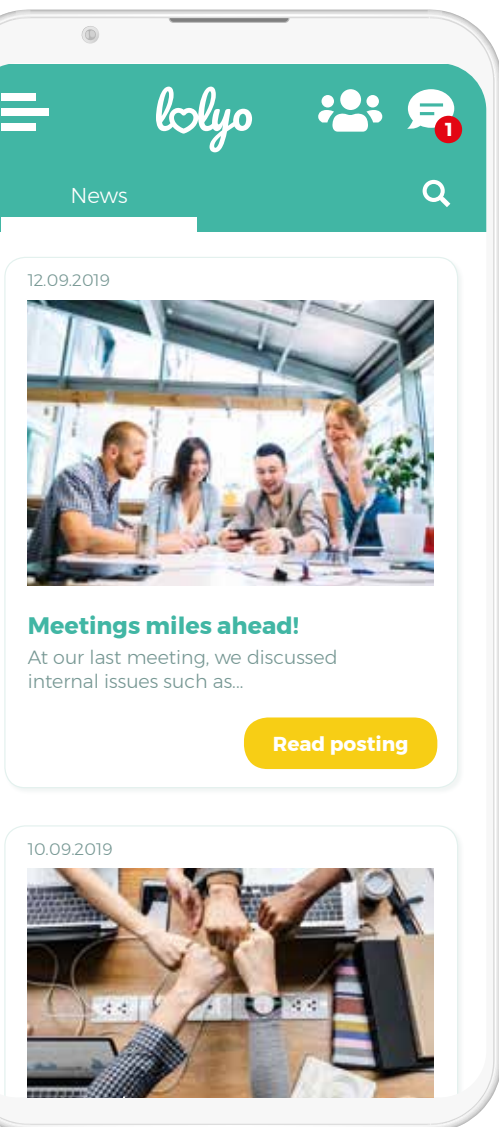 lolyo
1
News
12.09.2019
Meetings miles ahead!
At our last meeting, we discussed
internal issues such as...
Read posting
10.09.2019